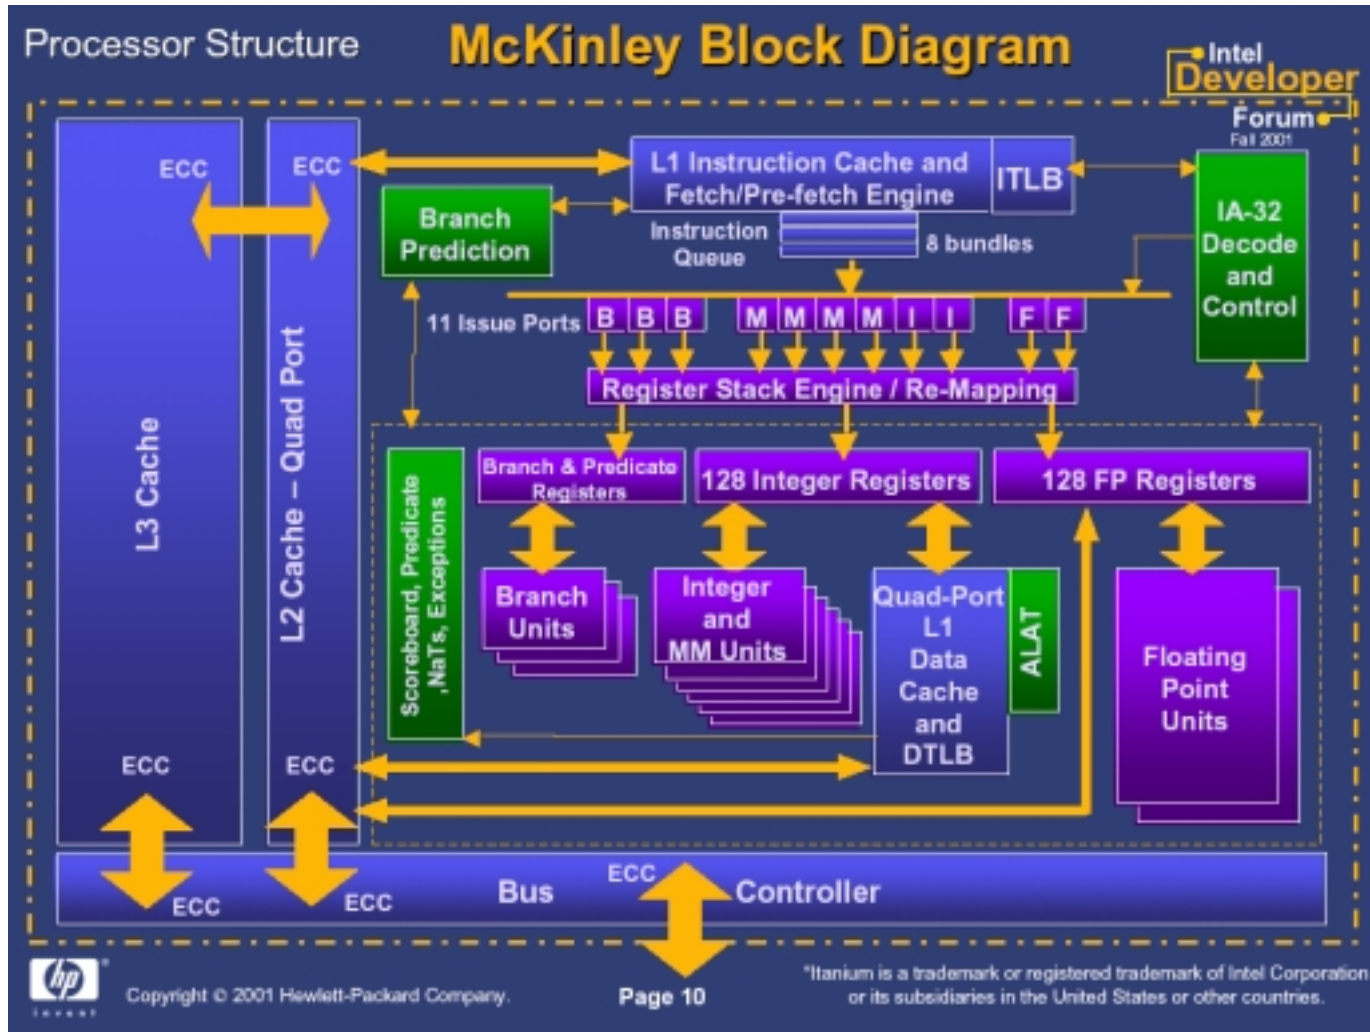 Processor Structure
McKinley Block Diagram
Intel
Developer
Forum
Fall 2001
ECC
ECC
L1 Instruction Cache and
Fetch/Pre-fetch Engine
ITLB
Branch
Prediction
Instruction
Queue
8 bundles
IA-32
Decode
and
Control
11 Issue Ports
B B B M M M M I I F F
Register Stack Engine / Re-Mapping
L3 Cache
L2 Cache – Quad Port
Scoreboard, Predicate
,NaTs, Exceptions
Branch & Predicate
Registers
128 Integer Registers
128 FP Registers
Branch
Units
Integer
and
MM Units
Quad-Port
L1
Data
Cache
and
DTLB
ALAT
Floating
Point
Units
ECC
ECC
ECC
ECC
Bus
ECC
Controller
hp
invent
Copyright © 2001 Hewlett-Packard Company.
Page 10
*Itanium is a trademark or registered trademark of Intel Corporation
or its subsidiaries in the United States or other countries.